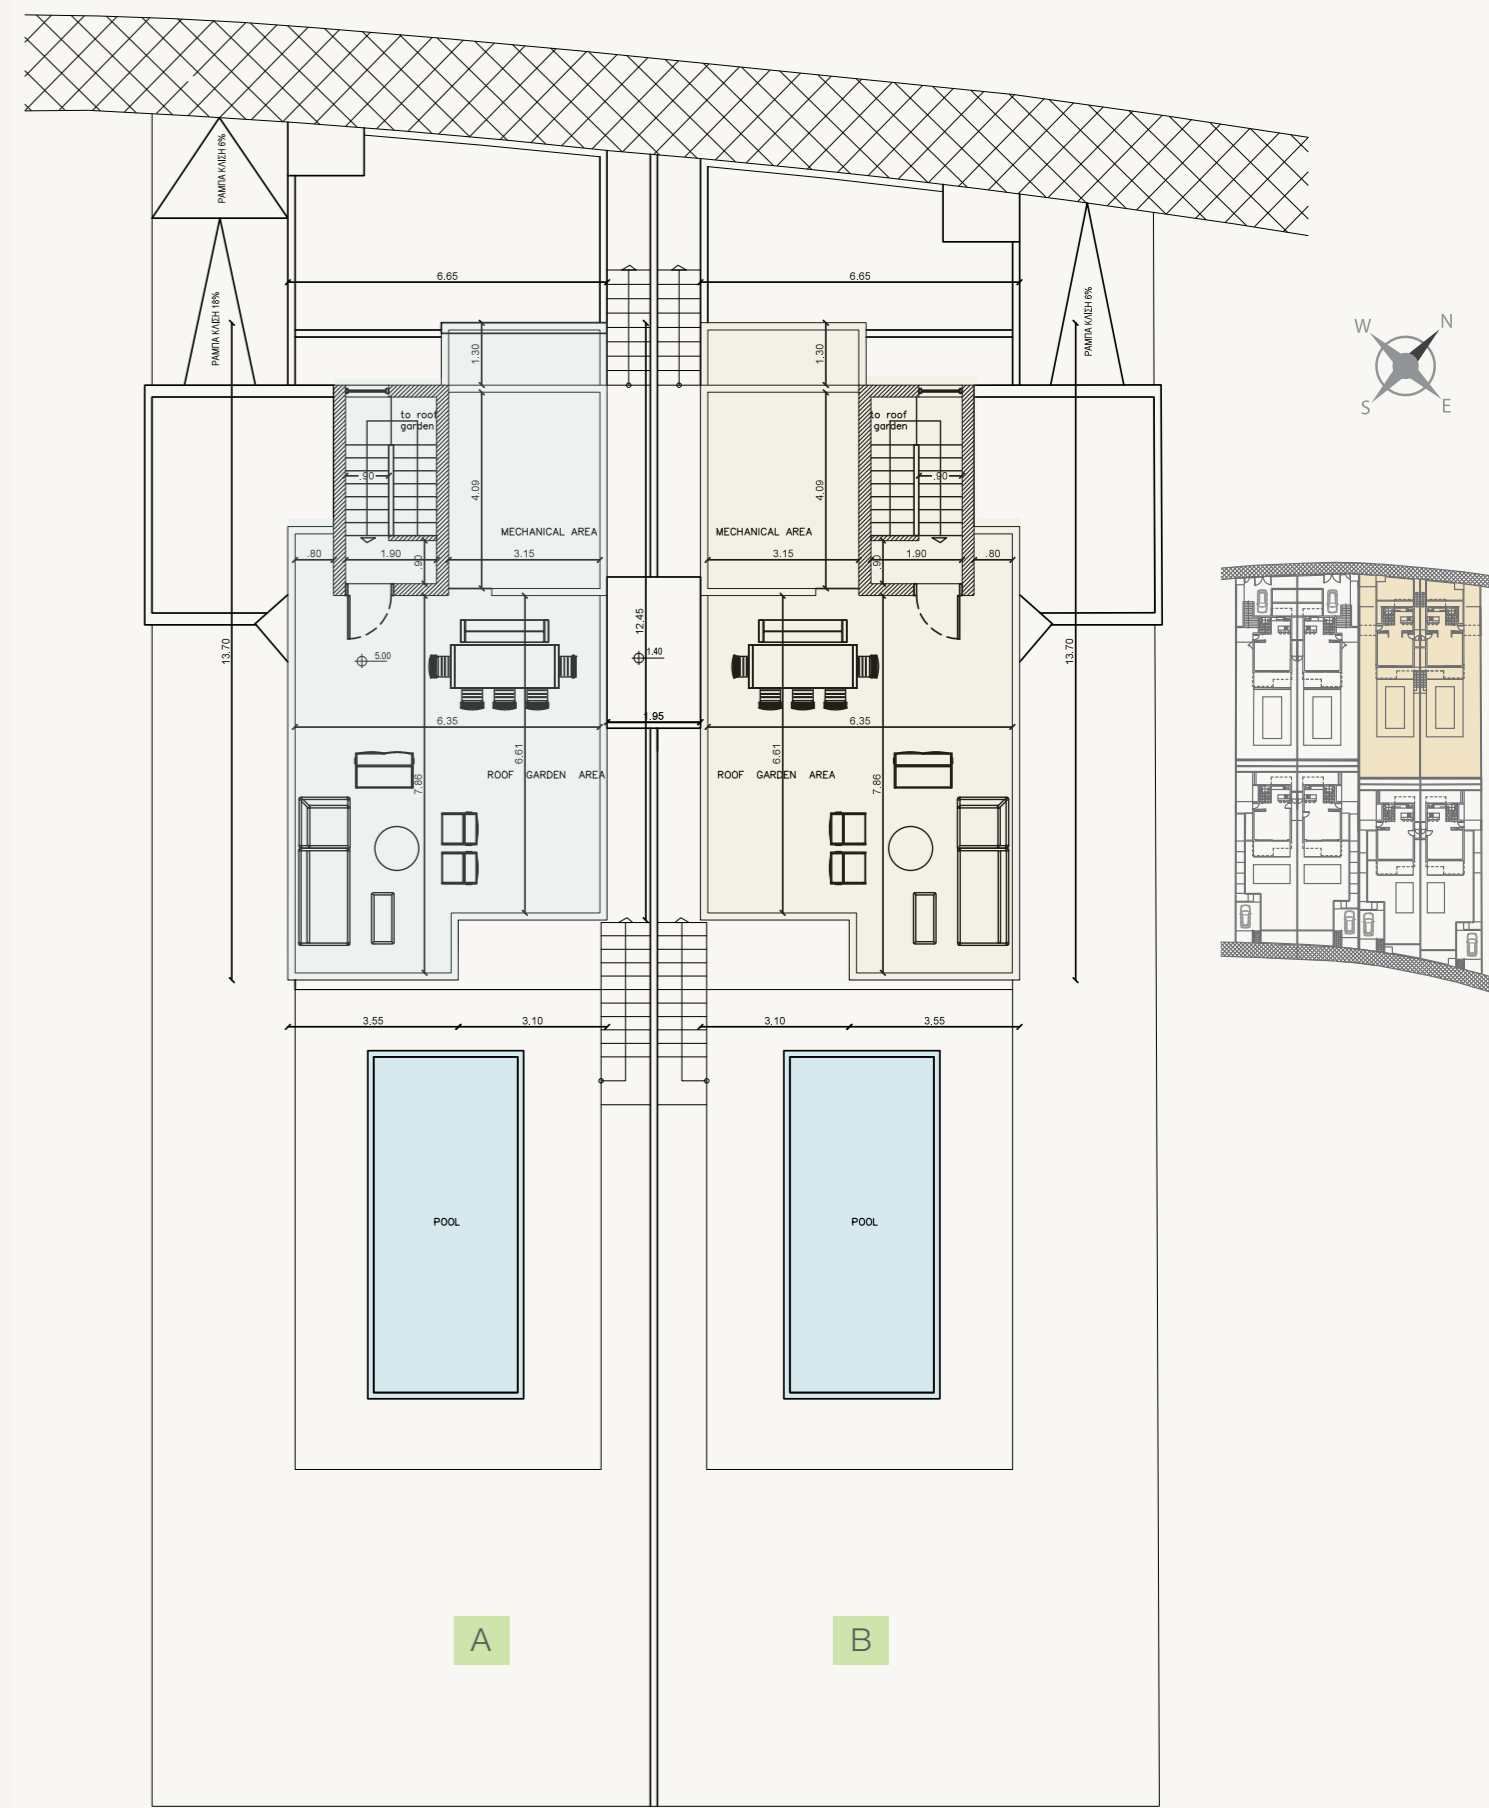 ΡΑΜΠΑ ΚΛΙΣΗ 6%
ΡΑΜΠΑ ΚΛΙΣΗ 18%
ΡΑΜΠΑ ΚΛΙΣΗ 6%
6.65
6.65
1.30
1.30
W
N
S
E
to roof
garden
to roof
garden
.90
.90
4.09
4.09
MECHANICAL AREA
MECHANICAL AREA
.80
1.90
.90
3.15
3.15
.90
1.90
.80
13.70
12.45
13.70
5.00
1.40
6.35
1.95
6.35
6.61
6.61
7.86
7.86
ROOF GARDEN AREA
ROOF GARDEN AREA
3.55
3.10
3.10
3.55
POOL
POOL
A
B